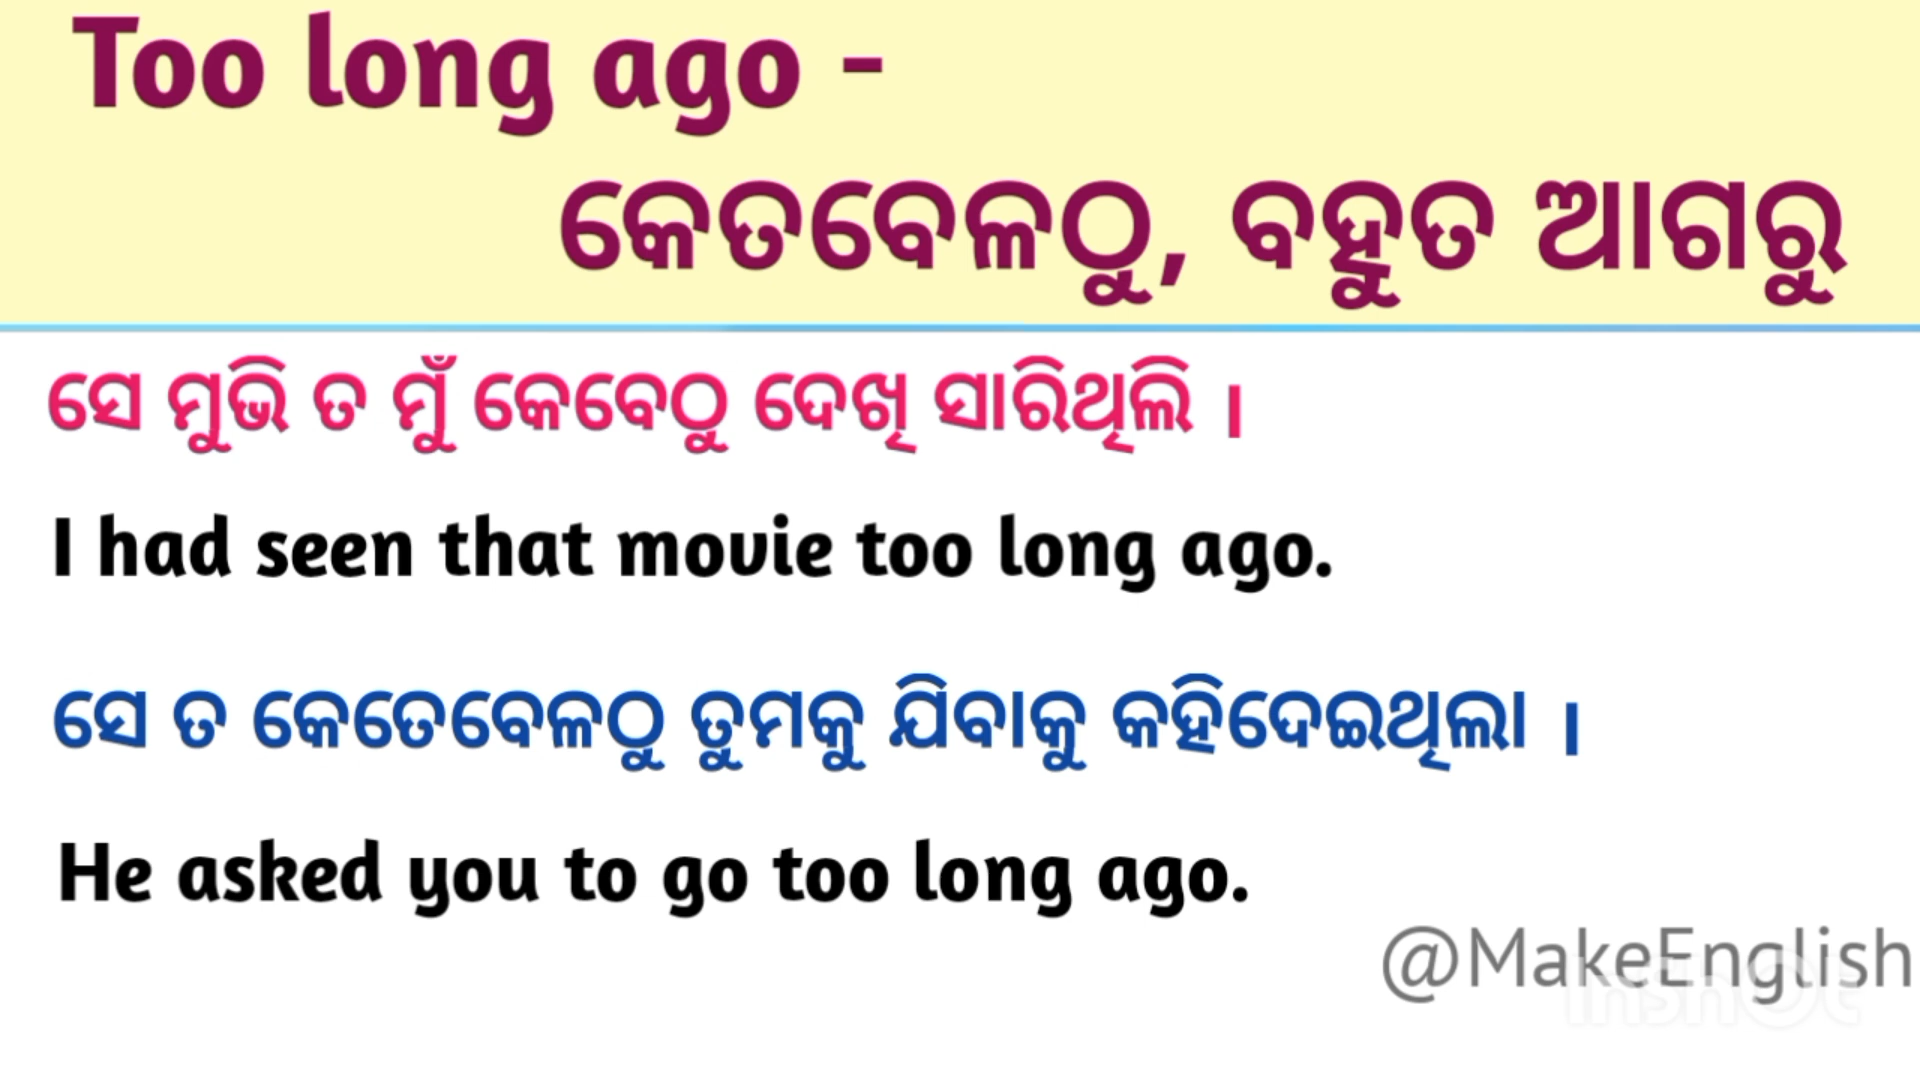 Too long ago -
କେତବେଳଠୁ, ବହୁତ ଆଗରୁ
ସେ ମୁଭି ତ ମୁଁ କେବେଠୁ ଦେଖି ସାରିଥିଲି ।
I had seen that movie too long ago.
ସେ ତ କେତେବେଳଠୁ ତୁମକୁ ଯିବାକୁ କହିଦେଇଥିଲା ।
He asked you to go too long ago.
@MakeEnglish
InShOt